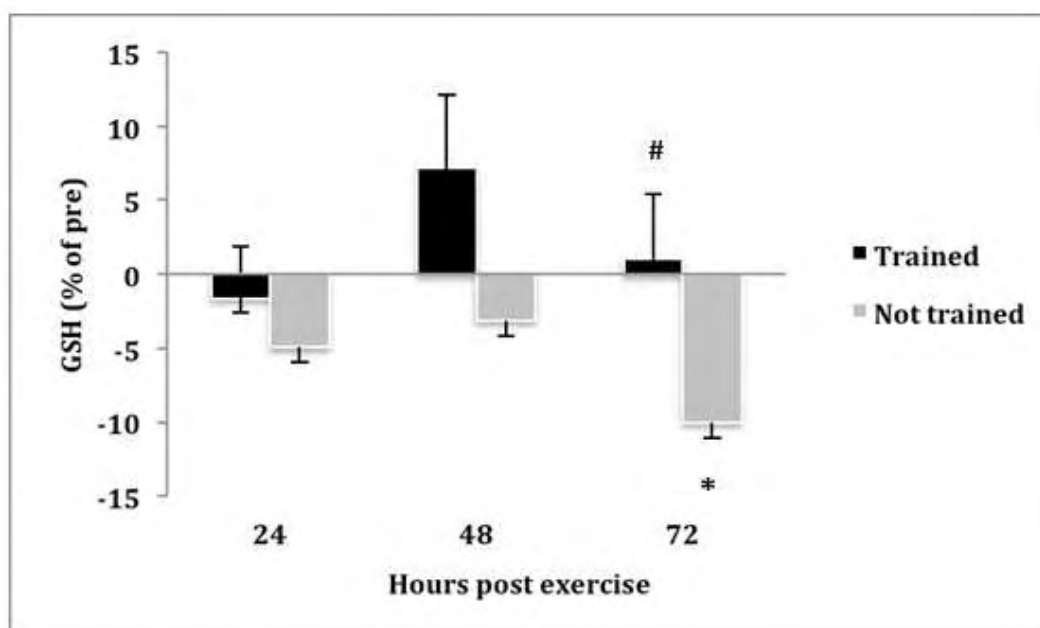 15
10
5
0
-5
-10
-15
GSH (% of pre)
#
*
24 48 72
Hours post exercise
Trained
Not trained